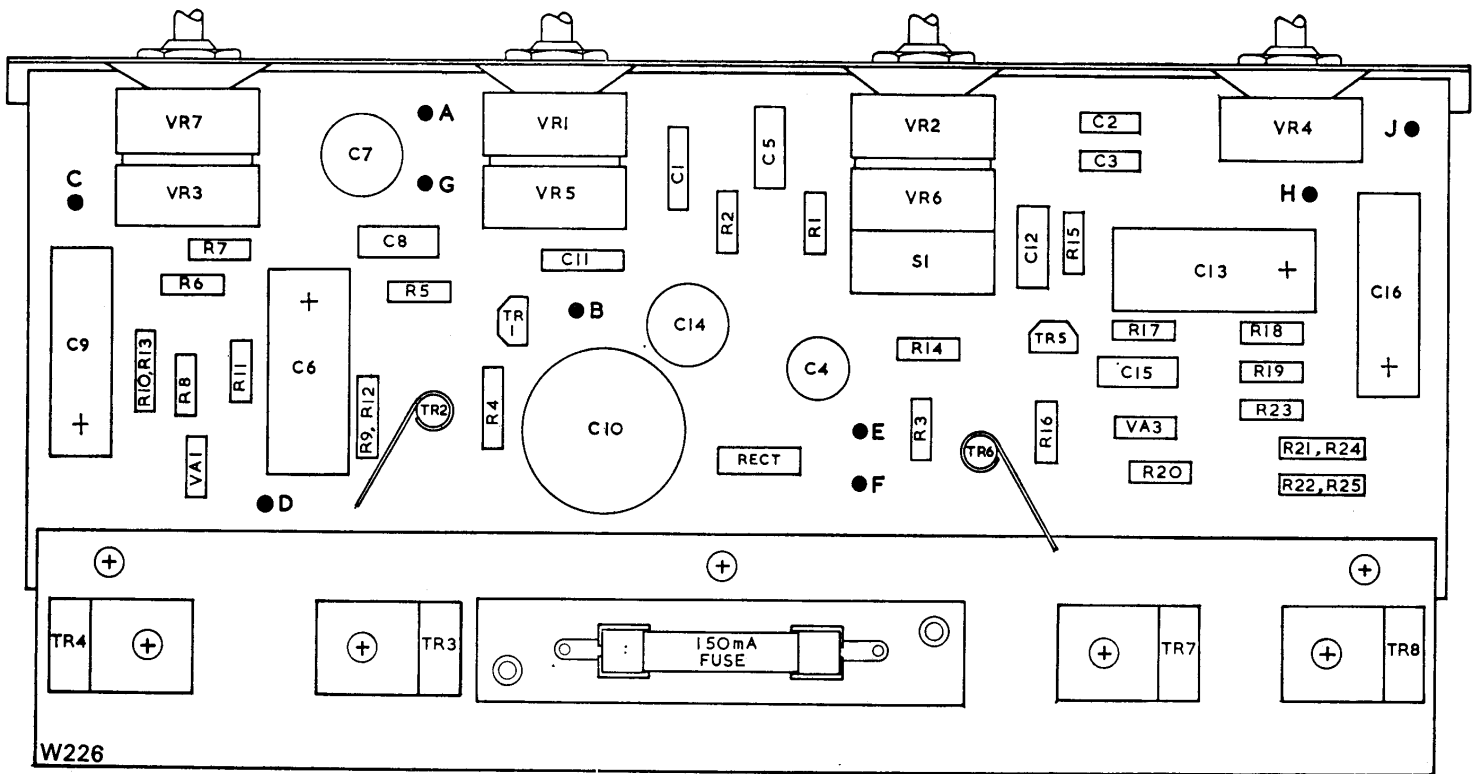 VR7
C7
A
VR1
C1
C5
VR2
C2
C3
VR4
J
C
VR3
G
VR5
R2
R1
VR6
H
R7
C8
C11
S1
C12
R15
C13
+
C16
R6
R5
TR
1
B
C14
C6
+
C9
+
R10,R13
R8
R11
R9, R12
TR2
R4
C10
C4
R14
TR5
R17
R18
C15
R19
R23
+
VA1
D
RECT
E
F
R3
TR6
R16
VA3
R20
R21,R24
R22,R25
TR4
TR3
150mA
FUSE
TR7
TR8
W226